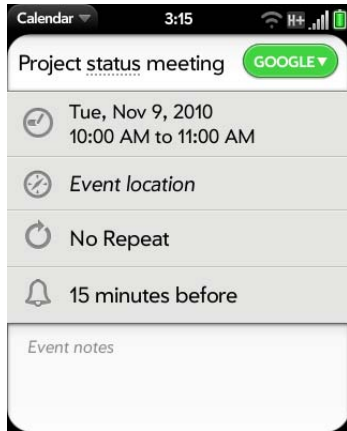 Calendar
3:15
H+
Project status meeting
GOOGLE
Tue, Nov 9, 2010
10:00 AM to 11:00 AM
Event location
No Repeat
15 minutes before
Event notes